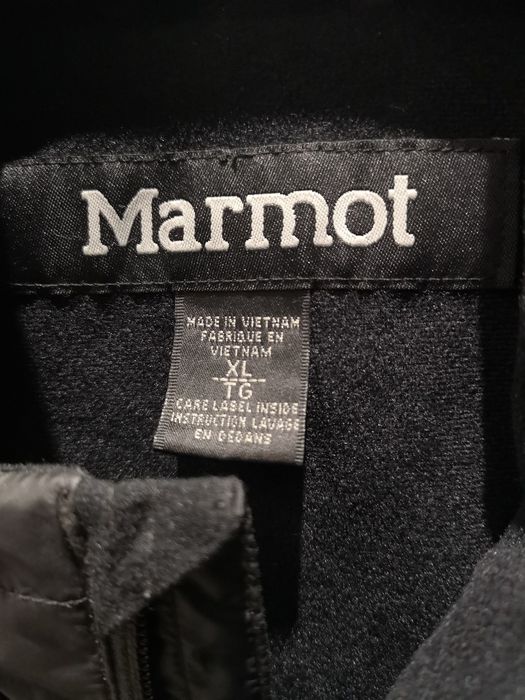 Marmot
MADE IN VIETNAM
FABRIQUE EN
VIETNAM
XL
TG
CARE LABEL INSIDE
INSTRUCTION LAVAGE
EN DEDANS